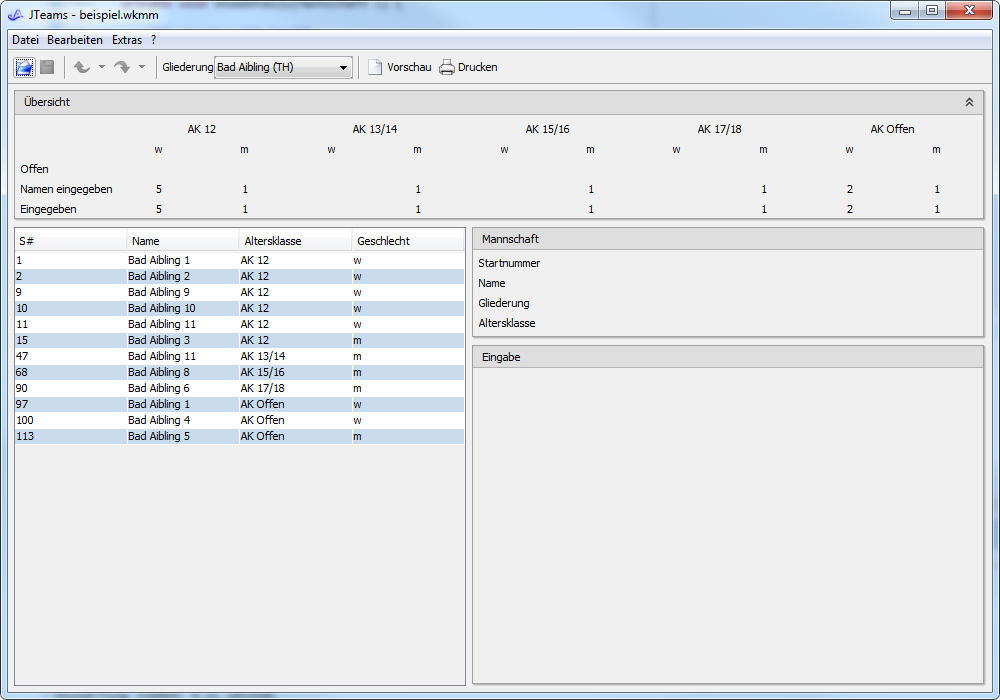 JTeams - beispiel.wkmm
Datei Bearbeiten Extras ?
Gliederung Bad Aibling (TH) Vorschau Drucken
Übersicht
AK 12 AK 13/14 AK 15/16 AK 17/18 AK Offen
w m w m w m w m w m
Offen
Namen eingegeben 5 1 1 1 1 2 1
Eingegeben 5 1 1 1 1 2 1
S# Name Altersklasse Geschlecht
1 Bad Aibling 1 AK 12 w
2 Bad Aibling 2 AK 12 w
9 Bad Aibling 9 AK 12 w
10 Bad Aibling 10 AK 12 w
11 Bad Aibling 11 AK 12 w
15 Bad Aibling 3 AK 12 m
47 Bad Aibling 11 AK 13/14 m
68 Bad Aibling 8 AK 15/16 m
90 Bad Aibling 6 AK 17/18 m
97 Bad Aibling 1 AK Offen w
100 Bad Aibling 4 AK Offen w
113 Bad Aibling 5 AK Offen m
Mannschaft
Startnummer
Name
Gliederung
Altersklasse
Eingabe